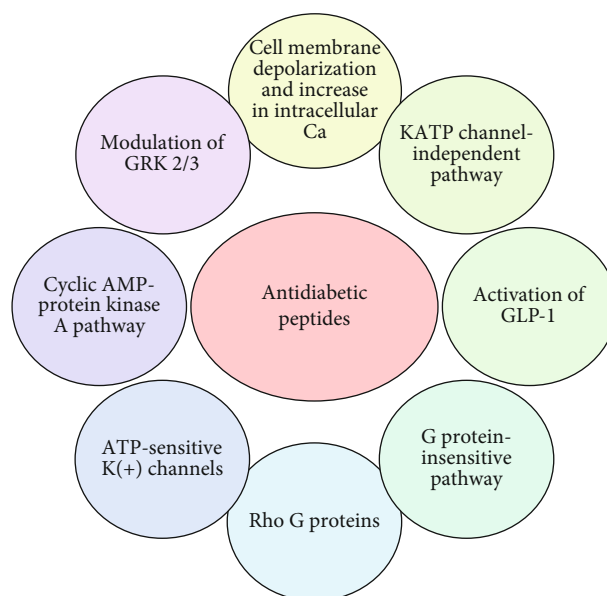 Cell membrane
depolarization
and increase
in intracellular
Ca
KATP channel-
independent
pathway
Activation of
GLP-1
G protein-
insensitive
pathway
Rho G proteins
ATP-sensitive
K(+) channels
Cyclic AMP-
protein kinase
A pathway
Modulation of
GRK 2/3
Antidiabetic
peptides